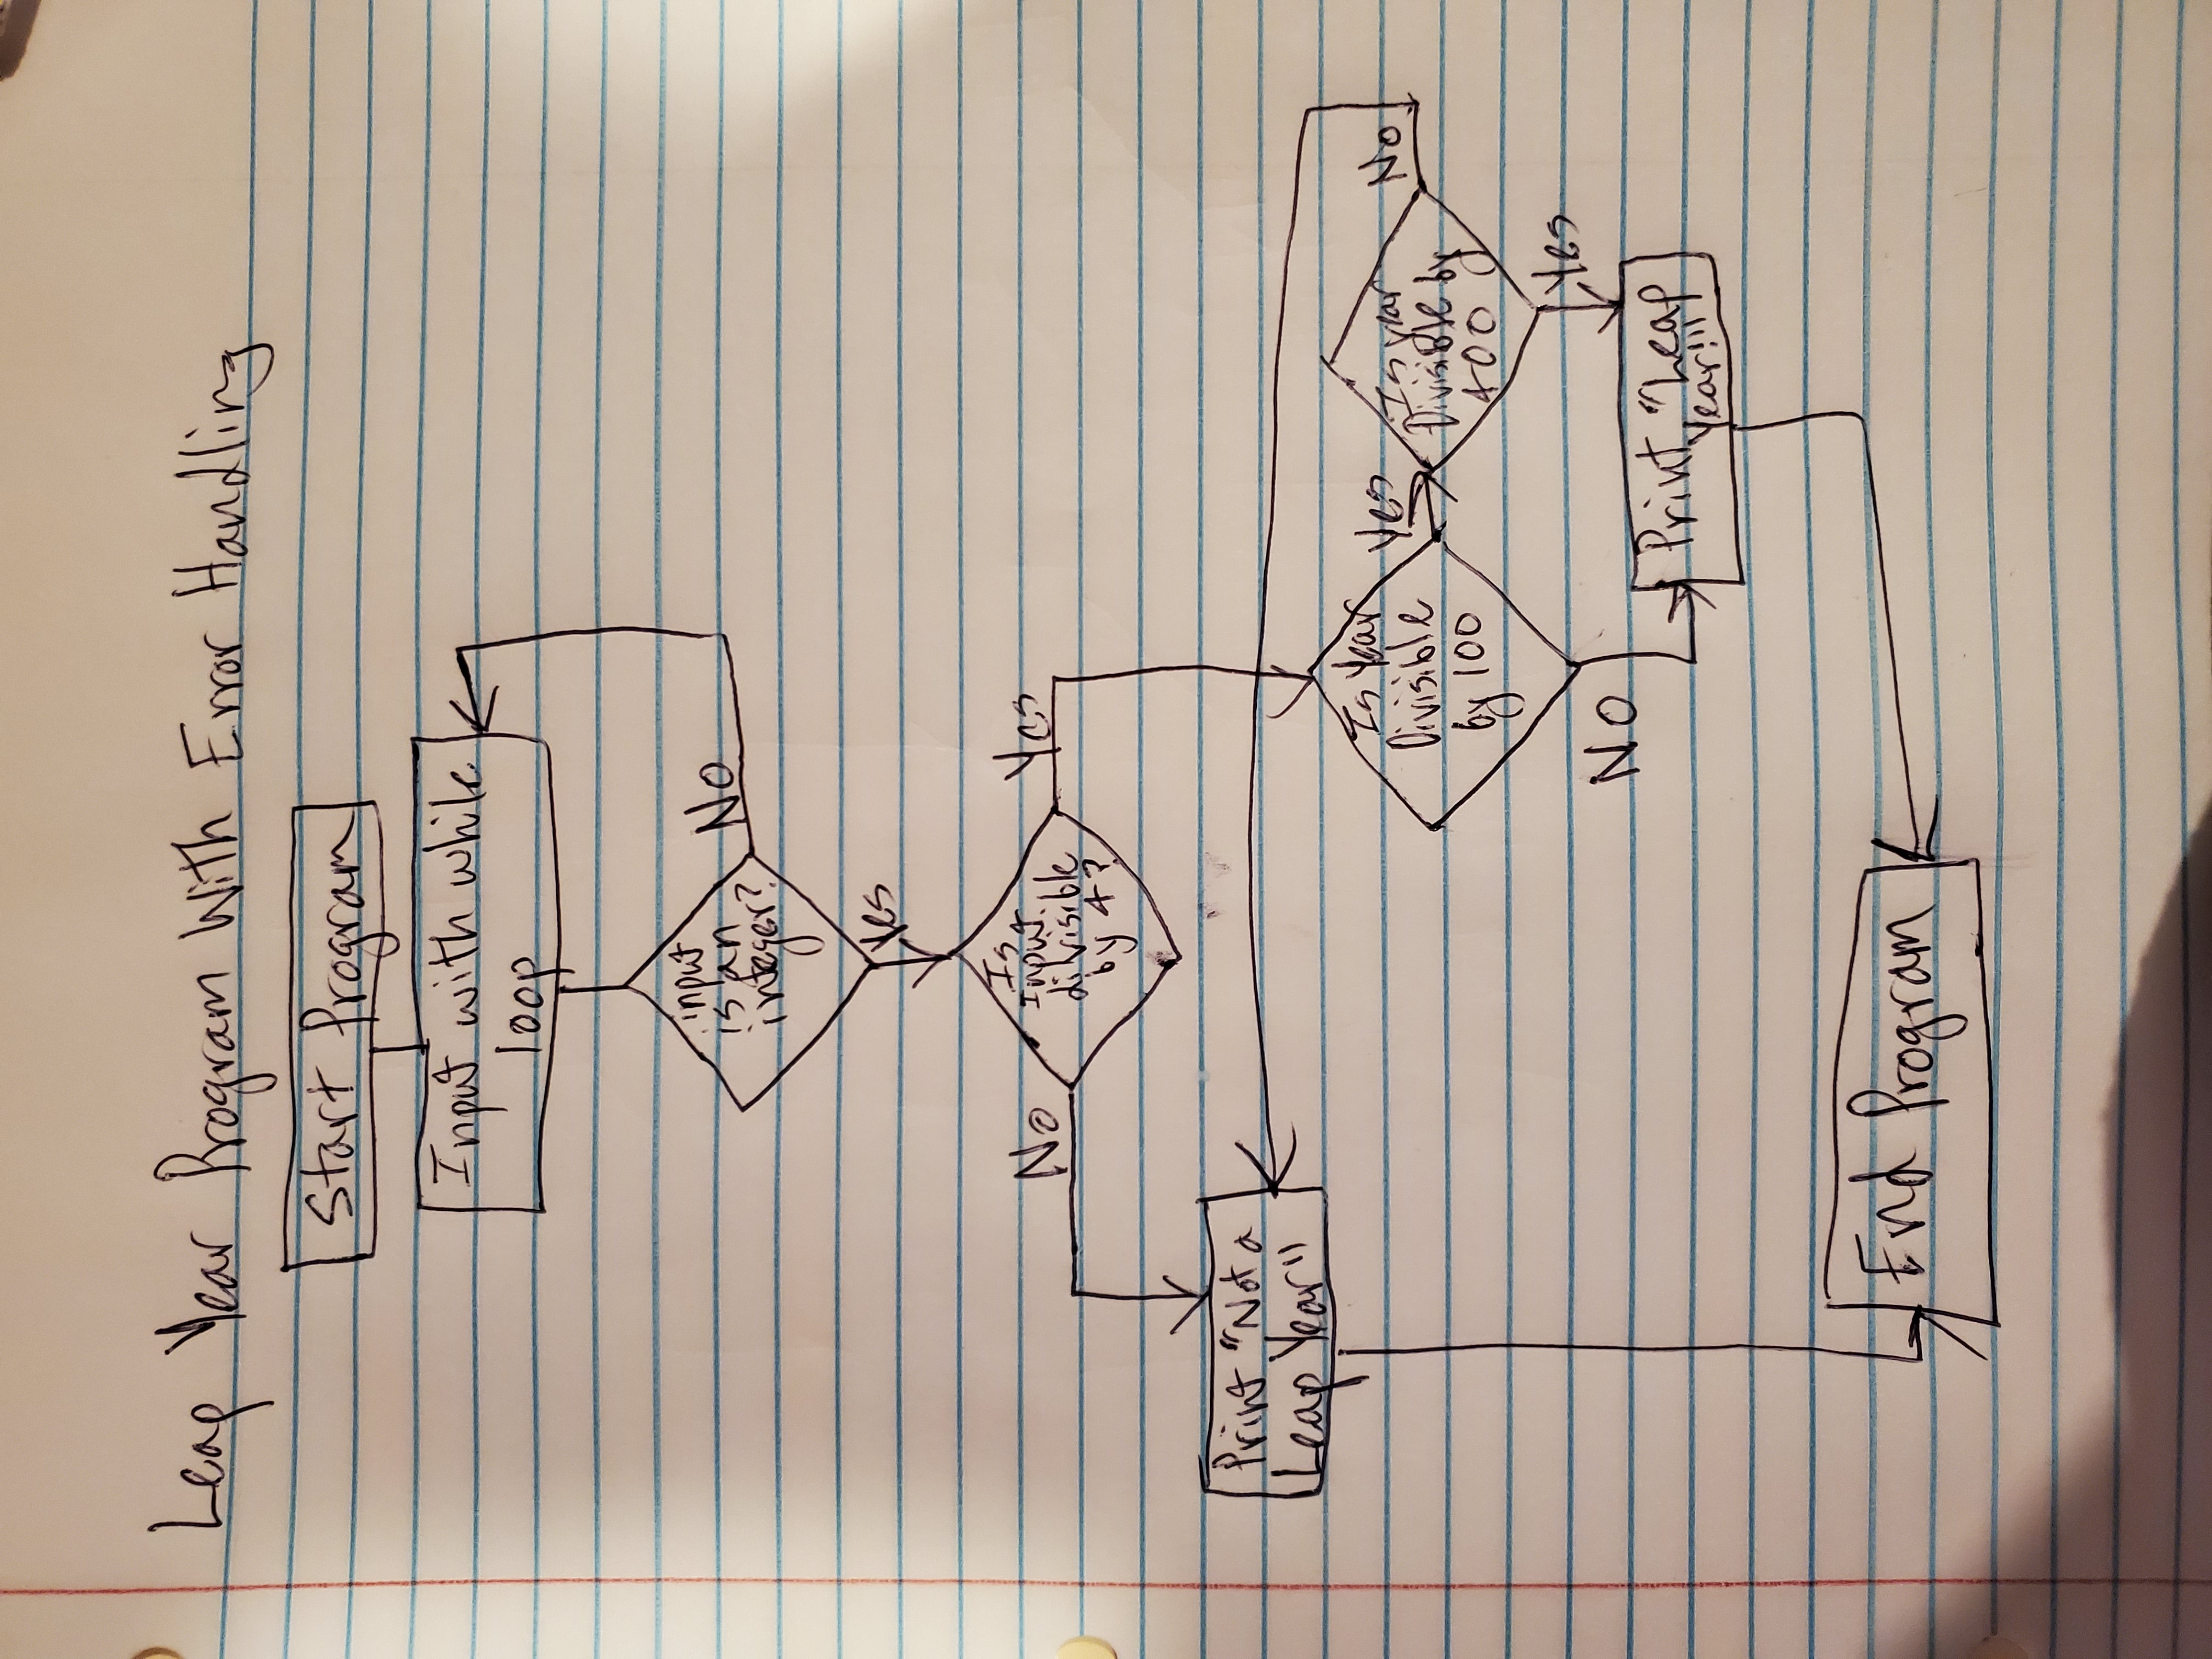 Leap Year Program With Error Handling
Start Program
Input with while
loop
input
is an
integer?
No
Yes
Is
Input
divisible
by 4?
No
Yes
Print "Not a
Leap Year"
Is Year
Divisible
by 100
Yes
Is year
Divisible by
400
No
Yes
NO
Print "Leap
Year!"
End Program